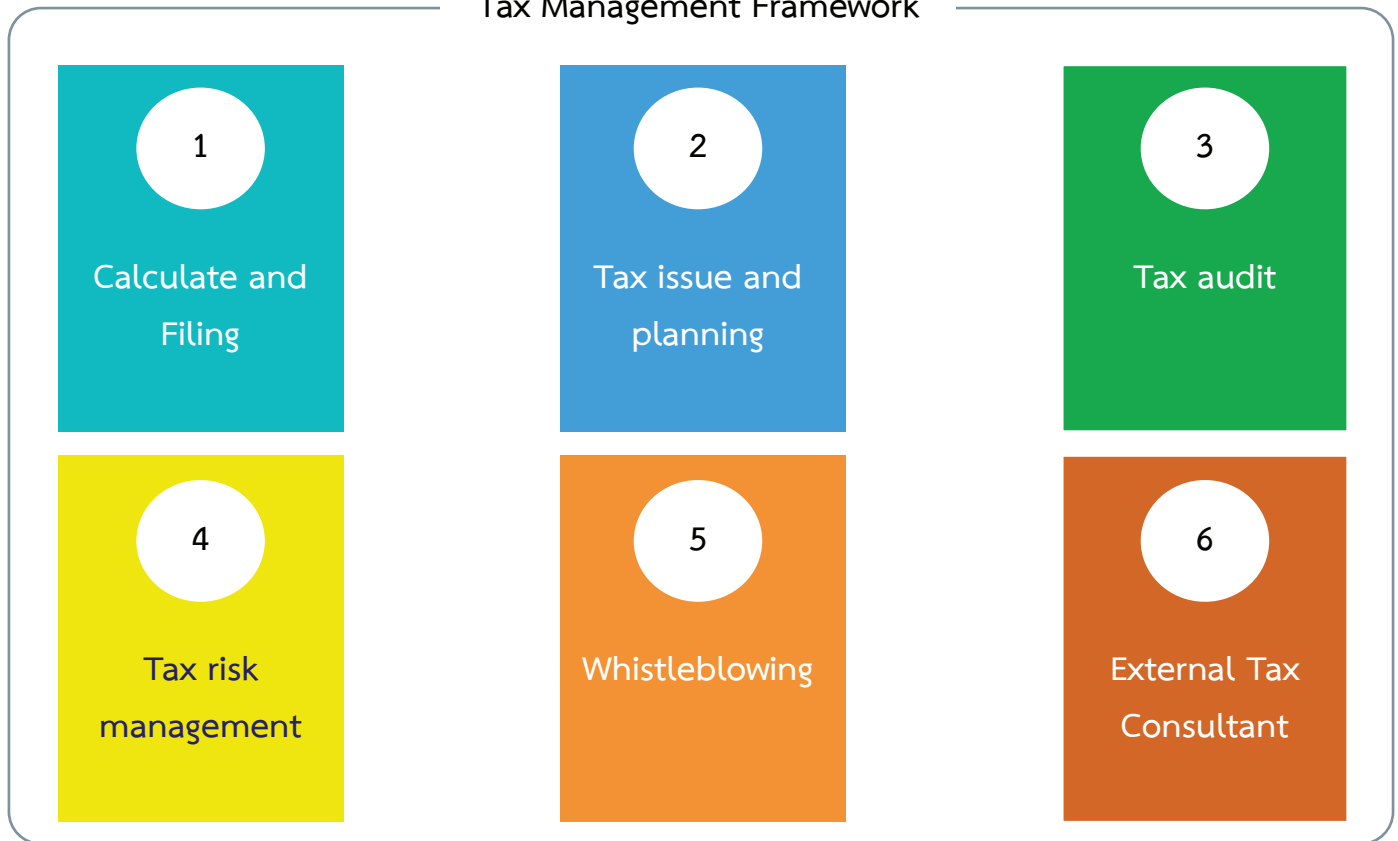 Tax Management Framework
1
2
3
Calculate and
Filing
Tax issue and
planning
Tax audit
4
5
6
Tax risk
management
Whistleblowing
External Tax
Consultant